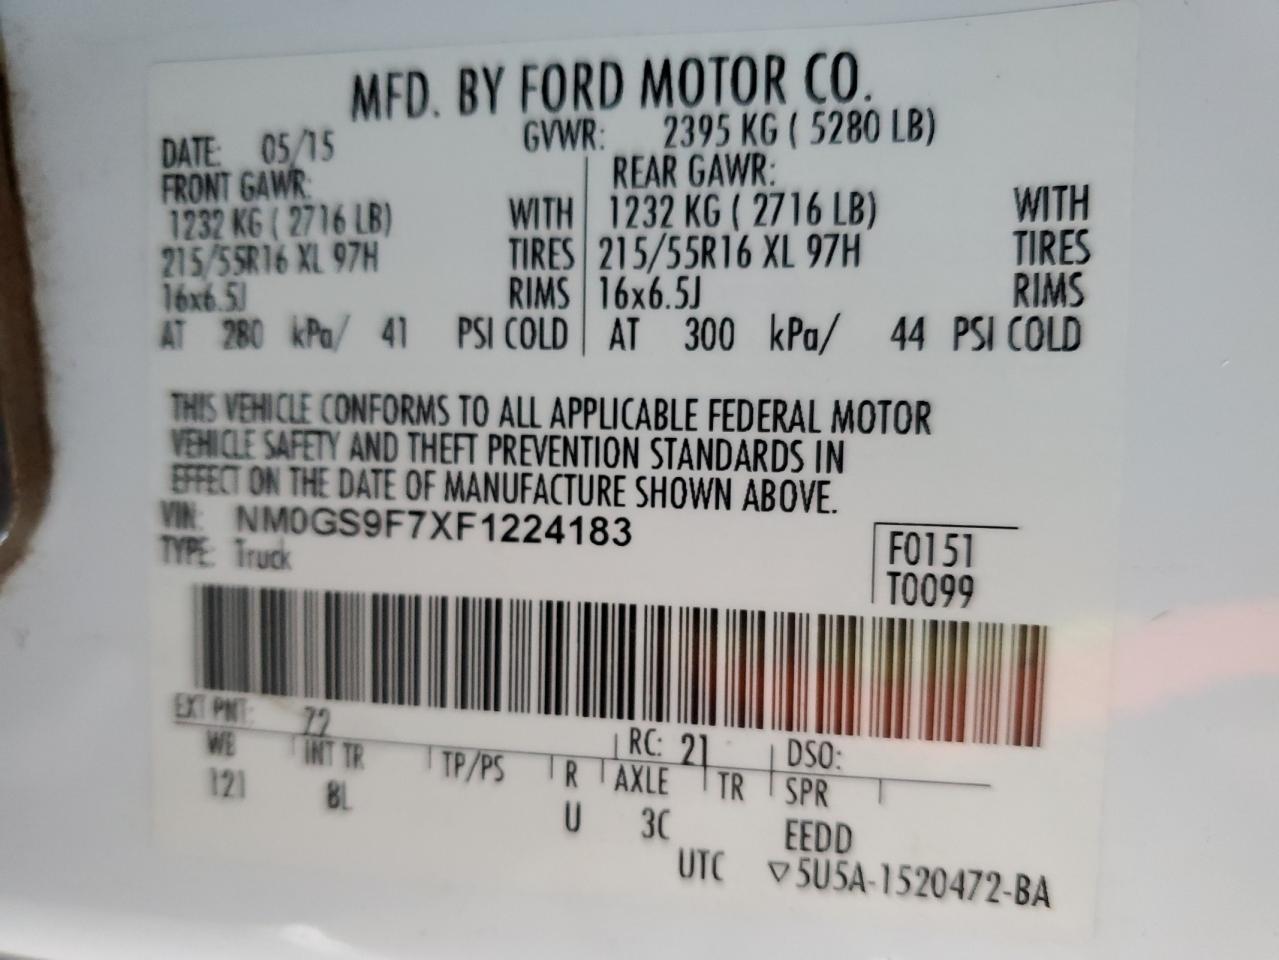 MFD. BY FORD MOTOR CO.
DATE: 05/15 GVWR: 2395 KG ( 5280 LB)
FRONT GAWR: REAR GAWR:
1232 KG ( 2716 LB) WITH 1232 KG ( 2716 LB) WITH
215/55R16 XL 97H TIRES 215/55R16 XL 97H TIRES
16x6.5J RIMS 16x6.5J RIMS
AT 280 kPa/ 41 PSI COLD AT 300 kPa/ 44 PSI COLD
THIS VEHICLE CONFORMS TO ALL APPLICABLE FEDERAL MOTOR
VEHICLE SAFETY AND THEFT PREVENTION STANDARDS IN
EFFECT ON THE DATE OF MANUFACTURE SHOWN ABOVE.
VIN: NM0GS9F7XF1224183
TYPE: Truck
F0151
T0099
EXT PNT: 72 RC: 21 DSO:
WB INT TR TP/PS R AXLE TR SPR
121 8L U 3C EEDD
UTC ▽5U5A-1520472-BA